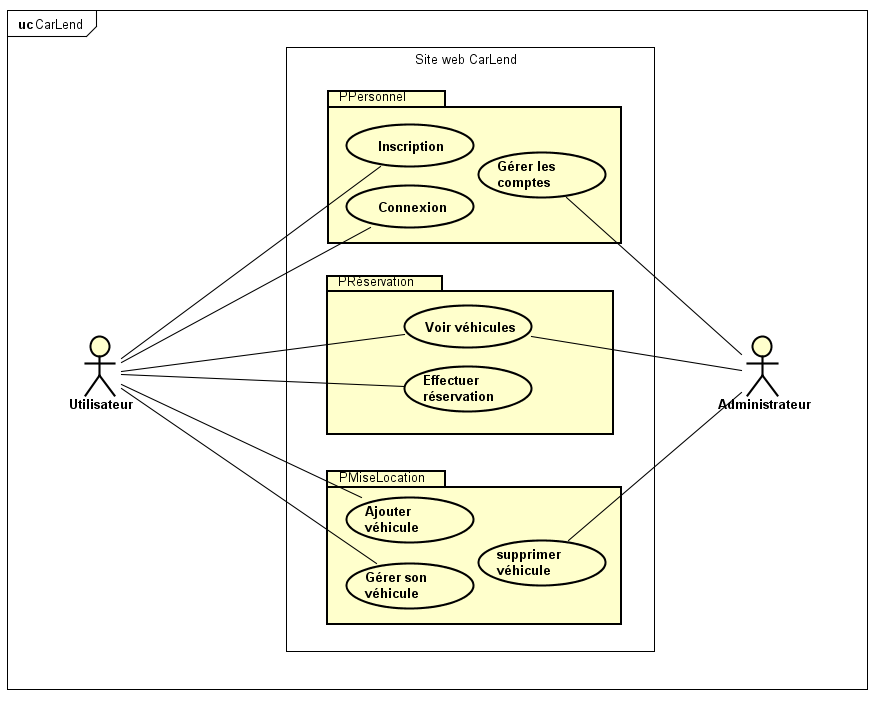 uc CarLend
Site web CarLend
PPersonnel
Inscription
Gérer les
comptes
Connexion
PRéservation
Voir véhicules
Effectuer
réservation
Utilisateur
Administrateur
PMiseLocation
Ajouter
véhicule
supprimer
véhicule
Gérer son
véhicule